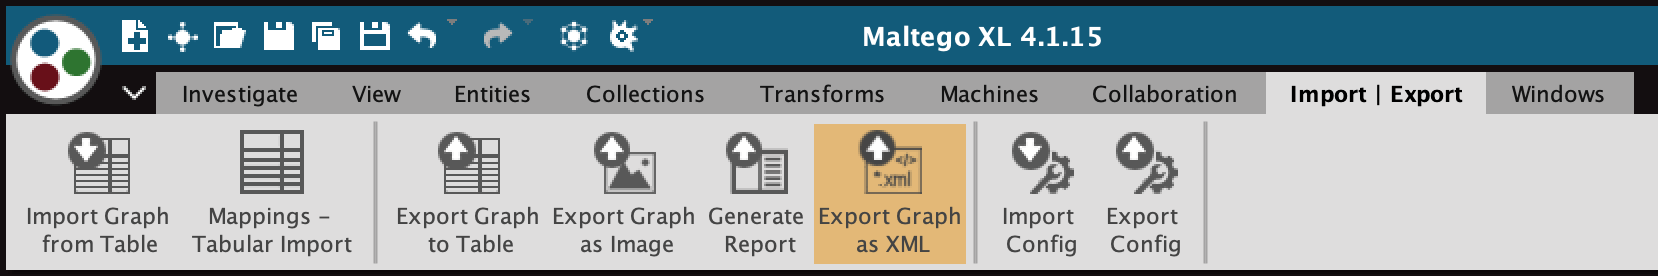 Maltego XL 4.1.15
Investigate View Entities Collections Transforms Machines Collaboration Import | Export Windows
Import Graph
from Table
Mappings -
Tabular Import
Export Graph
to Table
Export Graph
as Image
Generate
Report
</>
*.xml
Export Graph
as XML
Import
Config
Export
Config